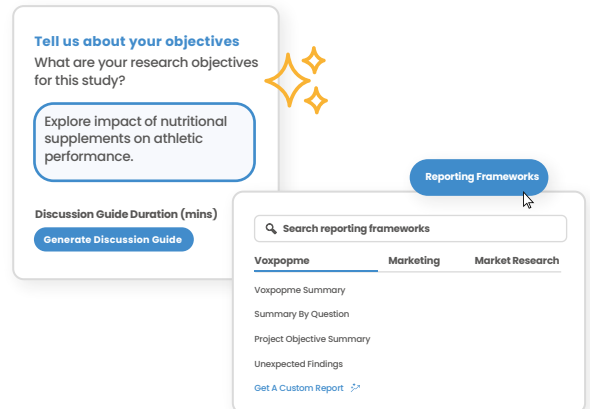 Tell us about your objectives
What are your research objectives
for this study?
Explore impact of nutritional
supplements on athletic
performance.
Discussion Guide Duration (mins)
Generate Discussion Guide
Reporting Frameworks
Search reporting frameworks
Voxpopme Marketing Market Research
Voxpopme Summary
Summary By Question
Project Objective Summary
Unexpected Findings
Get A Custom Report